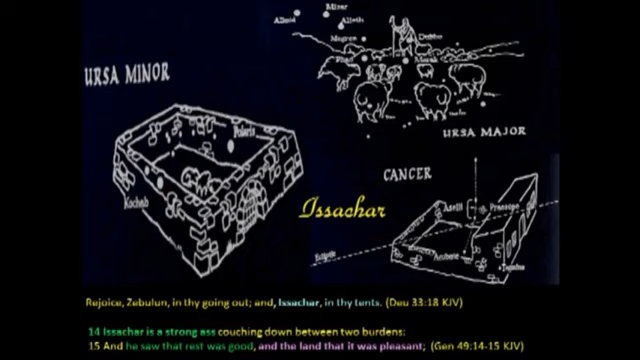 Mizar
Alkaid
Alioth
Megrez
Dubhe
Phad
Merak
URSA MINOR
URSA MAJOR
Polaris
CANCER
Kochab
Issachar
Aselli
Praesepe
Ecliptic
Acubens
Tegmine
Rejoice, Zebulun, in thy going out; and, Issachar, in thy tents. (Deu 33:18 KJV)
14 Issachar is a strong ass couching down between two burdens:
15 And he saw that rest was good, and the land that it was pleasant; (Gen 49:14-15 KJV)